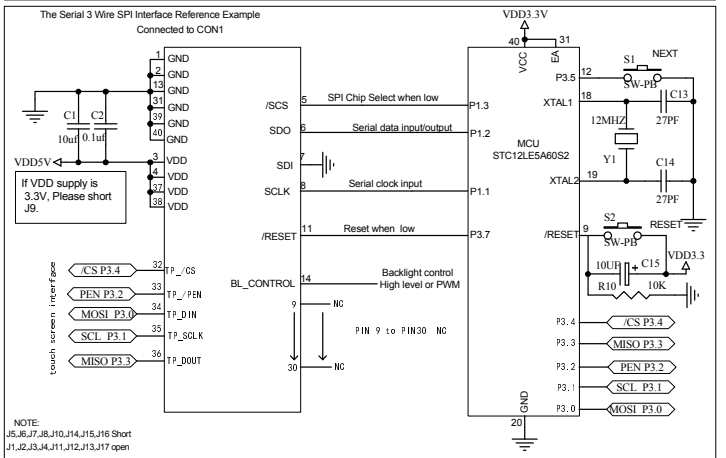 The Serial 3 Wire SPI Interface Reference Example
Connected to CON1
1 GND
2 GND
13 GND
31 GND
39 GND
40 GND
C1 C2
10uf 0.1uf
VDD5V
3 VDD
4 VDD
37 VDD
38 VDD
If VDD supply is
3.3V, Please short
J9.
/SCS 5 SPI Chip Select when low P1.3
SDO 6 Serial data input/output P1.2
SDI 7
SCLK 8 Serial clock input P1.1
/RESET 11 Reset when low P3.7
BL_CONTROL 14 Backlight control
High level or PWM
9 NC
PIN 9 to PIN30 NC
30 NC
touch screen interface
/CS P3.4 32 TP_/CS
PEN P3.2 33 TP_/PEN
MOSI P3.0 34 TP_DIN
SCL P3.1 35 TP_SCLK
MISO P3.3 36 TP_DOUT
VDD3.3V
40 31
VCC EA
MCU
STC12LE5A60S2
P3.5 12 S1 NEXT
SW-PB
XTAL1 18 C13
12MHZ 27PF
Y1
C14
XTAL2 19
27PF
S2 RESET
/RESET 9 SW-PB
VDD3.3
10UF + C15
R10 10K
P3.4 /CS P3.4
P3.3 MISO P3.3
P3.2 PEN P3.2
P3.1 SCL P3.1
P3.0 MOSI P3.0
GND
20
NOTE:
J5,J6,J7,J8,J10,J14,J15,J16 Short
J1,J2,J3,J4,J11,J12,J13,J17 open